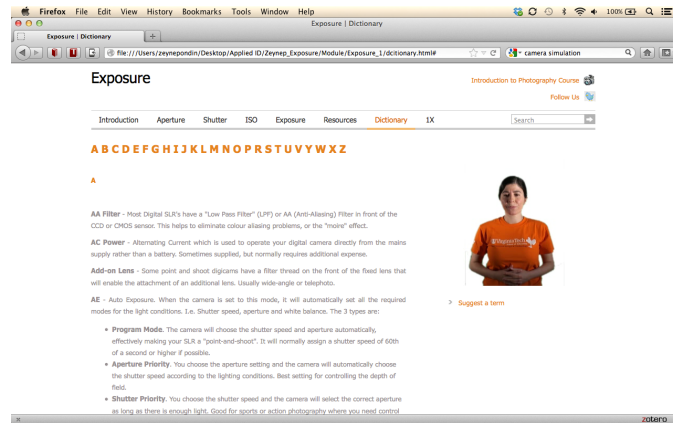 Firefox File Edit View History Bookmarks Tools Window Help
100%
Exposure | Dictionary
Exposure | Dictionary
file:///Users/zeynepondin/Desktop/Applied ID/Zeynep_Exposure/Module/Exposure_1/dcitionary.html#
camera simulation
Exposure
Introduction to Photography Course
Follow Us
Introduction Aperture Shutter ISO Exposure Resources Dictionary 1X
Search
A B C D E F G H I J K L M N O P R S T U V Y W X Z
A
AA Filter - Most Digital SLR's have a "Low Pass Filter" (LPF) or AA (Anti-Aliasing) Filter in front of the
CCD or CMOS sensor. This helps to eliminate colour aliasing problems, or the "moire" effect.
AC Power - Alternating Current which is used to operate your digital camera directly from the mains
supply rather than a battery. Sometimes supplied, but normally requires additional expense.
Add-on Lens - Some point and shoot digicams have a filter thread on the front of the fixed lens that
will enable the attachment of an additional lens. Usually wide-angle or telephoto.
AE - Auto Exposure. When the camera is set to this mode, it will automatically set all the required
modes for the light conditions. I.e. Shutter speed, aperture and white balance. The 3 types are:
• Program Mode. The camera will choose the shutter speed and aperture automatically,
effectively making your SLR a "point-and-shoot". It will normally assign a shutter speed of 60th
of a second or higher if possible.
• Aperture Priority. You choose the aperture setting and the camera will automatically choose
the shutter speed according to the lighting conditions. Best setting for controlling the depth of
field.
• Shutter Priority. You choose the shutter speed and the camera will select the correct aperture
as long as there is enough light. Good for sports or action photography where you need control
> Suggest a term
zotero